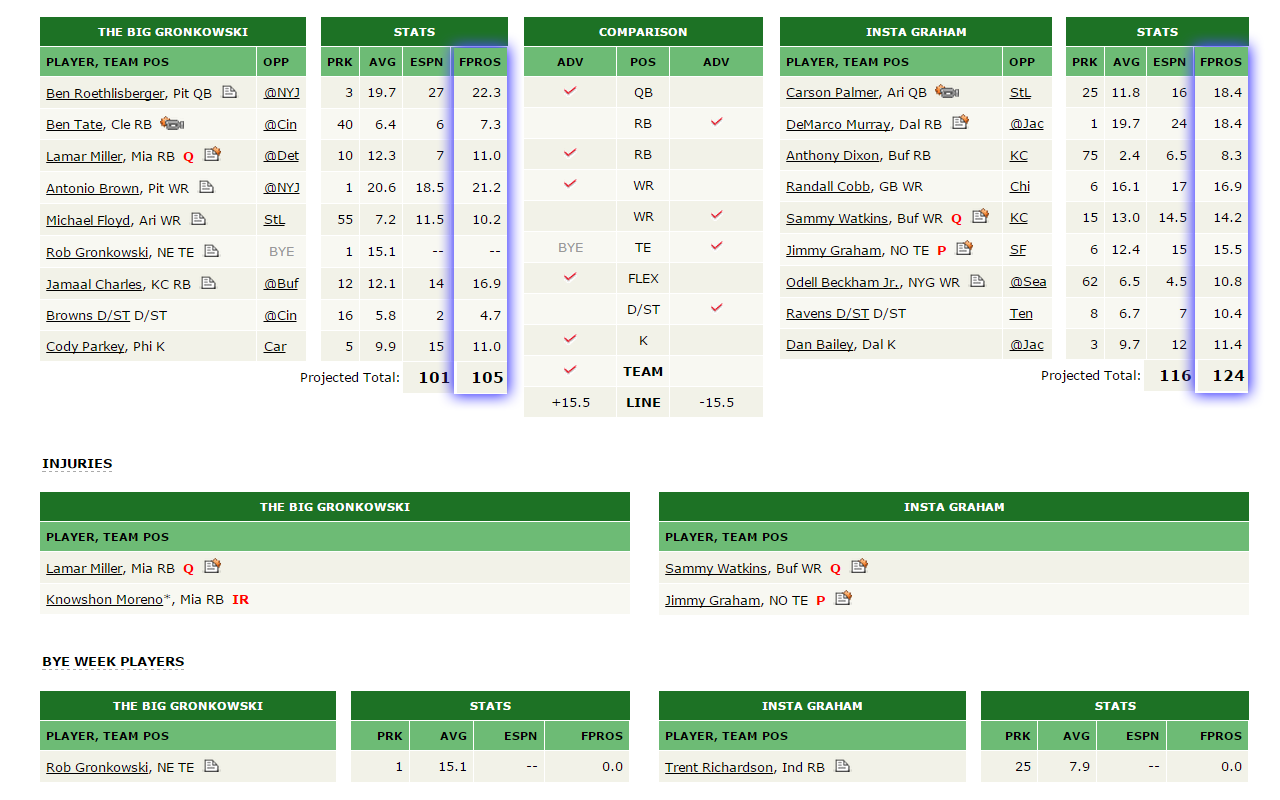 THE BIG GRONKOWSKI STATS COMPARISON INSTA GRAHAM STATS
PLAYER, TEAM POS OPP PRK AVG ESPN FPROS ADV POS ADV PLAYER, TEAM POS OPP PRK AVG ESPN FPROS
Ben Roethlisberger, Pit QB @NYJ 3 19.7 27 22.3 QB Carson Palmer, Ari QB StL 25 11.8 16 18.4
Ben Tate, Cle RB @Cin 40 6.4 6 7.3 RB DeMarco Murray, Dal RB @Jac 1 19.7 24 18.4
Lamar Miller, Mia RB Q @Det 10 12.3 7 11.0 RB Anthony Dixon, Buf RB KC 75 2.4 6.5 8.3
Antonio Brown, Pit WR @NYJ 1 20.6 18.5 21.2 WR Randall Cobb, GB WR Chi 6 16.1 17 16.9
Michael Floyd, Ari WR StL 55 7.2 11.5 10.2 WR Sammy Watkins, Buf WR Q KC 15 13.0 14.5 14.2
Rob Gronkowski, NE TE BYE 1 15.1 -- -- BYE TE Jimmy Graham, NO TE P SF 6 12.4 15 15.5
Jamaal Charles, KC RB @Buf 12 12.1 14 16.9 FLEX Odell Beckham Jr., NYG WR @Sea 62 6.5 4.5 10.8
Browns D/ST D/ST @Cin 16 5.8 2 4.7 D/ST Ravens D/ST D/ST Ten 8 6.7 7 10.4
Cody Parkey, Phi K Car 5 9.9 15 11.0 K Dan Bailey, Dal K @Jac 3 9.7 12 11.4
Projected Total: 101 105 TEAM Projected Total: 116 124
+15.5 LINE -15.5
INJURIES
THE BIG GRONKOWSKI INSTA GRAHAM
PLAYER, TEAM POS PLAYER, TEAM POS
Lamar Miller, Mia RB Q Sammy Watkins, Buf WR Q
Knowshon Moreno*, Mia RB IR Jimmy Graham, NO TE P
BYE WEEK PLAYERS
THE BIG GRONKOWSKI STATS INSTA GRAHAM STATS
PLAYER, TEAM POS PRK AVG ESPN FPROS PLAYER, TEAM POS PRK AVG ESPN FPROS
Rob Gronkowski, NE TE 1 15.1 -- 0.0 Trent Richardson, Ind RB 25 7.9 -- 0.0